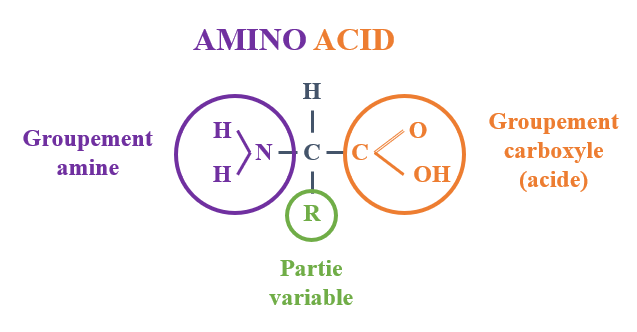 AMINO ACID
H
Groupement
amine
H
H
N
C
C
O
OH
Groupement
carboxyle
(acide)
R
Partie
variable